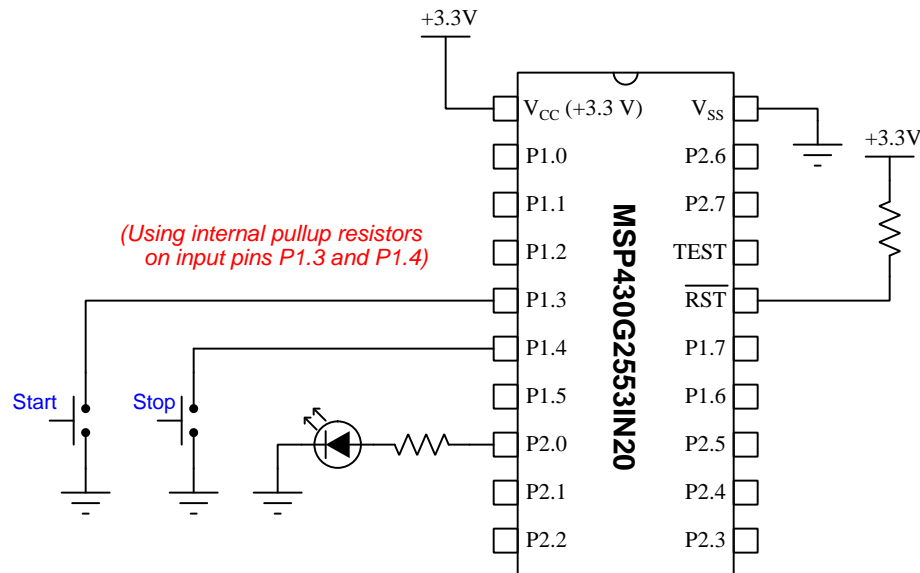 +3.3V
V_CC (+3.3 V) V_SS
+3.3V
P1.0 P2.6
P1.1 P2.7
(Using internal pullup resistors
on input pins P1.3 and P1.4)
P1.2 TEST
P1.3 RST
P1.4 P1.7
Start Stop P1.5 P1.6
P2.0 P2.5
P2.1 P2.4
P2.2 P2.3
MSP430G2553IN20